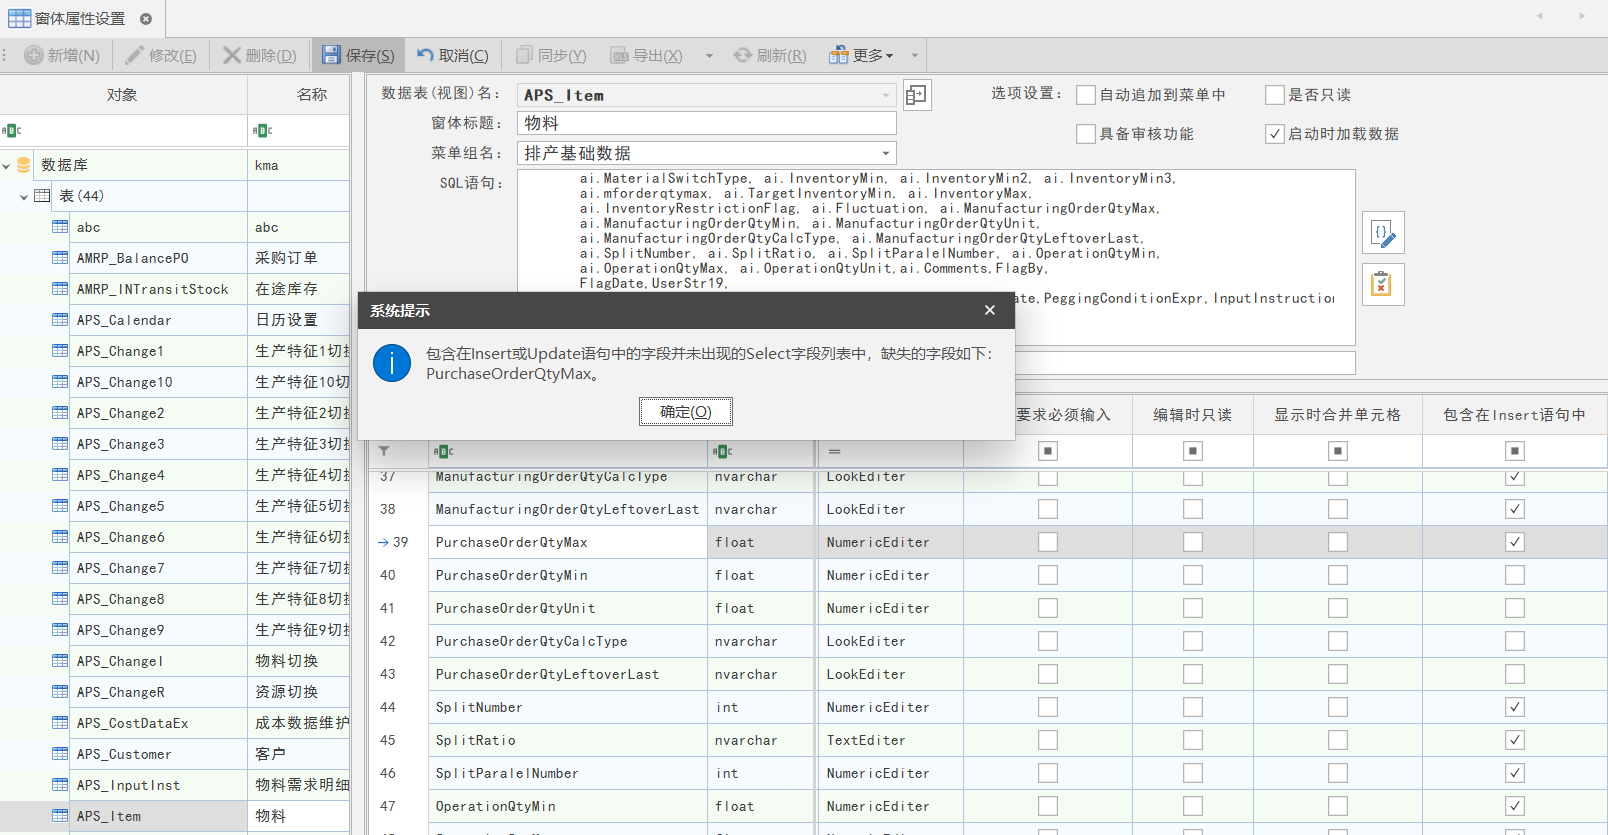 窗体属性设置
新增(N) 修改(E) 删除(D) 保存(S) 取消(C) 同步(Y) 导出(X) 刷新(R) 更多
对象 名称
数据库 kma
表(44)
abc abc
AMRP_BalancePO 采购订单
AMRP_INTransitStock 在途库存
APS_Calendar 日历设置
APS_Change1 生产特征1切换
APS_Change10 生产特征10切
APS_Change2 生产特征2切换
APS_Change3 生产特征3切换
APS_Change4 生产特征4切换
APS_Change5 生产特征5切换
APS_Change6 生产特征6切换
APS_Change7 生产特征7切换
APS_Change8 生产特征8切换
APS_Change9 生产特征9切换
APS_ChangeI 物料切换
APS_ChangeR 资源切换
APS_CostDataEx 成本数据维护
APS_Customer 客户
APS_InputInst 物料需求明细
APS_Item 物料
数据表(视图)名： APS_Item
窗体标题： 物料
菜单组名： 排产基础数据
选项设置： 自动追加到菜单中 是否只读
具备审核功能 启动时加载数据
SQL语句：
ai.MaterialSwitchType, ai.InventoryMin, ai.InventoryMin2, ai.InventoryMin3,
ai.mforderqtymax, ai.TargetInventoryMin, ai.InventoryMax,
ai.InventoryRestrictionFlag, ai.Fluctuation, ai.ManufacturingOrderQtyMax,
ai.ManufacturingOrderQtyMin, ai.ManufacturingOrderQtyUnit,
ai.ManufacturingOrderQtyCalcType, ai.ManufacturingOrderQtyLeftoverLast,
ai.SplitNumber, ai.SplitRatio, ai.SplitParalelNumber, ai.OperationQtyMin,
ai.OperationQtyMax, ai.OperationQtyUnit,ai.Comments,FlagBy,
FlagDate,UserStr19,
ate,PeggingConditionExpr,InputInstruction
系统提示
包含在Insert或Update语句中的字段并未出现的Select字段列表中，缺失的字段如下：
PurchaseOrderQtyMax。
确定(O)
要求必须输入 编辑时只读 显示时合并单元格 包含在Insert语句中
37 ManufacturingOrderQtyCalcType nvarchar LookEditer
38 ManufacturingOrderQtyLeftoverLast nvarchar LookEditer
39 PurchaseOrderQtyMax float NumericEditer
40 PurchaseOrderQtyMin float NumericEditer
41 PurchaseOrderQtyUnit float NumericEditer
42 PurchaseOrderQtyCalcType nvarchar LookEditer
43 PurchaseOrderQtyLeftoverLast nvarchar LookEditer
44 SplitNumber int NumericEditer
45 SplitRatio nvarchar TextEditer
46 SplitParalelNumber int NumericEditer
47 OperationQtyMin float NumericEditer